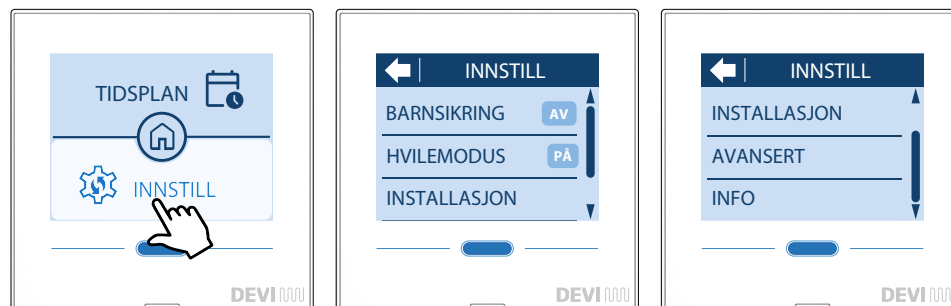 TIDSPLAN
INNSTILL
DEVI
INNSTILL
BARNSIKRING AV
HVILEMODUS PÅ
INSTALLASJON
DEVI
INNSTILL
INSTALLASJON
AVANSERT
INFO
DEVI